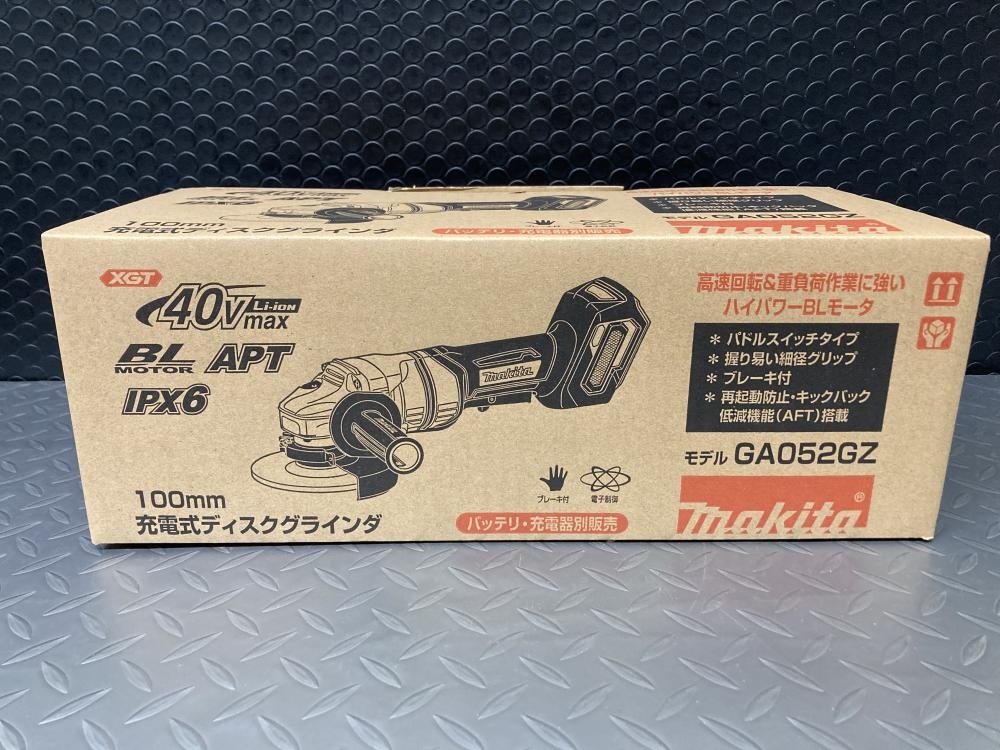 40Vmax
100mm
充電式ディスクグラインダ
バッテリ・充電器別販売
モデル GA052GZ
makita
XGT
40Vmax Li-ion
BL MOTOR APT
IPX6
makita
100mm
充電式ディスクグラインダ
ブレーキ付
電子制御
バッテリ・充電器別販売
高速回転&重負荷作業に強い
ハイパワーBLモータ
* パドルスイッチタイプ
* 握り易い細径グリップ
* ブレーキ付
* 再起動防止・キックバック
低減機能(AFT)搭載
モデル GA052GZ
makita®